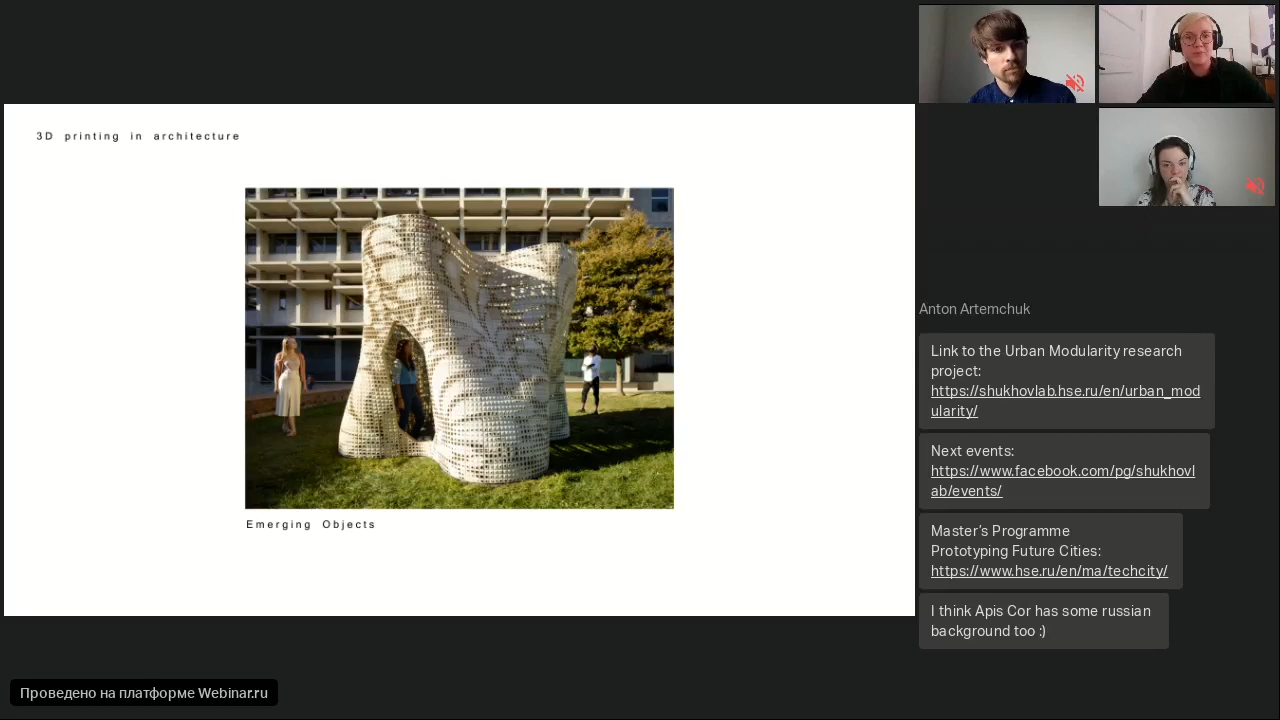 3D printing in architecture
Emerging Objects
Anton Artemchuk
Link to the Urban Modularity research
project:
https://shukhovlab.hse.ru/en/urban_mod
ularity/
Next events:
https://www.facebook.com/pg/shukhovl
ab/events/
Master's Programme
Prototyping Future Cities:
https://www.hse.ru/en/ma/techcity/
I think Apis Cor has some russian
background too :)
Проведено на платформе Webinar.ru